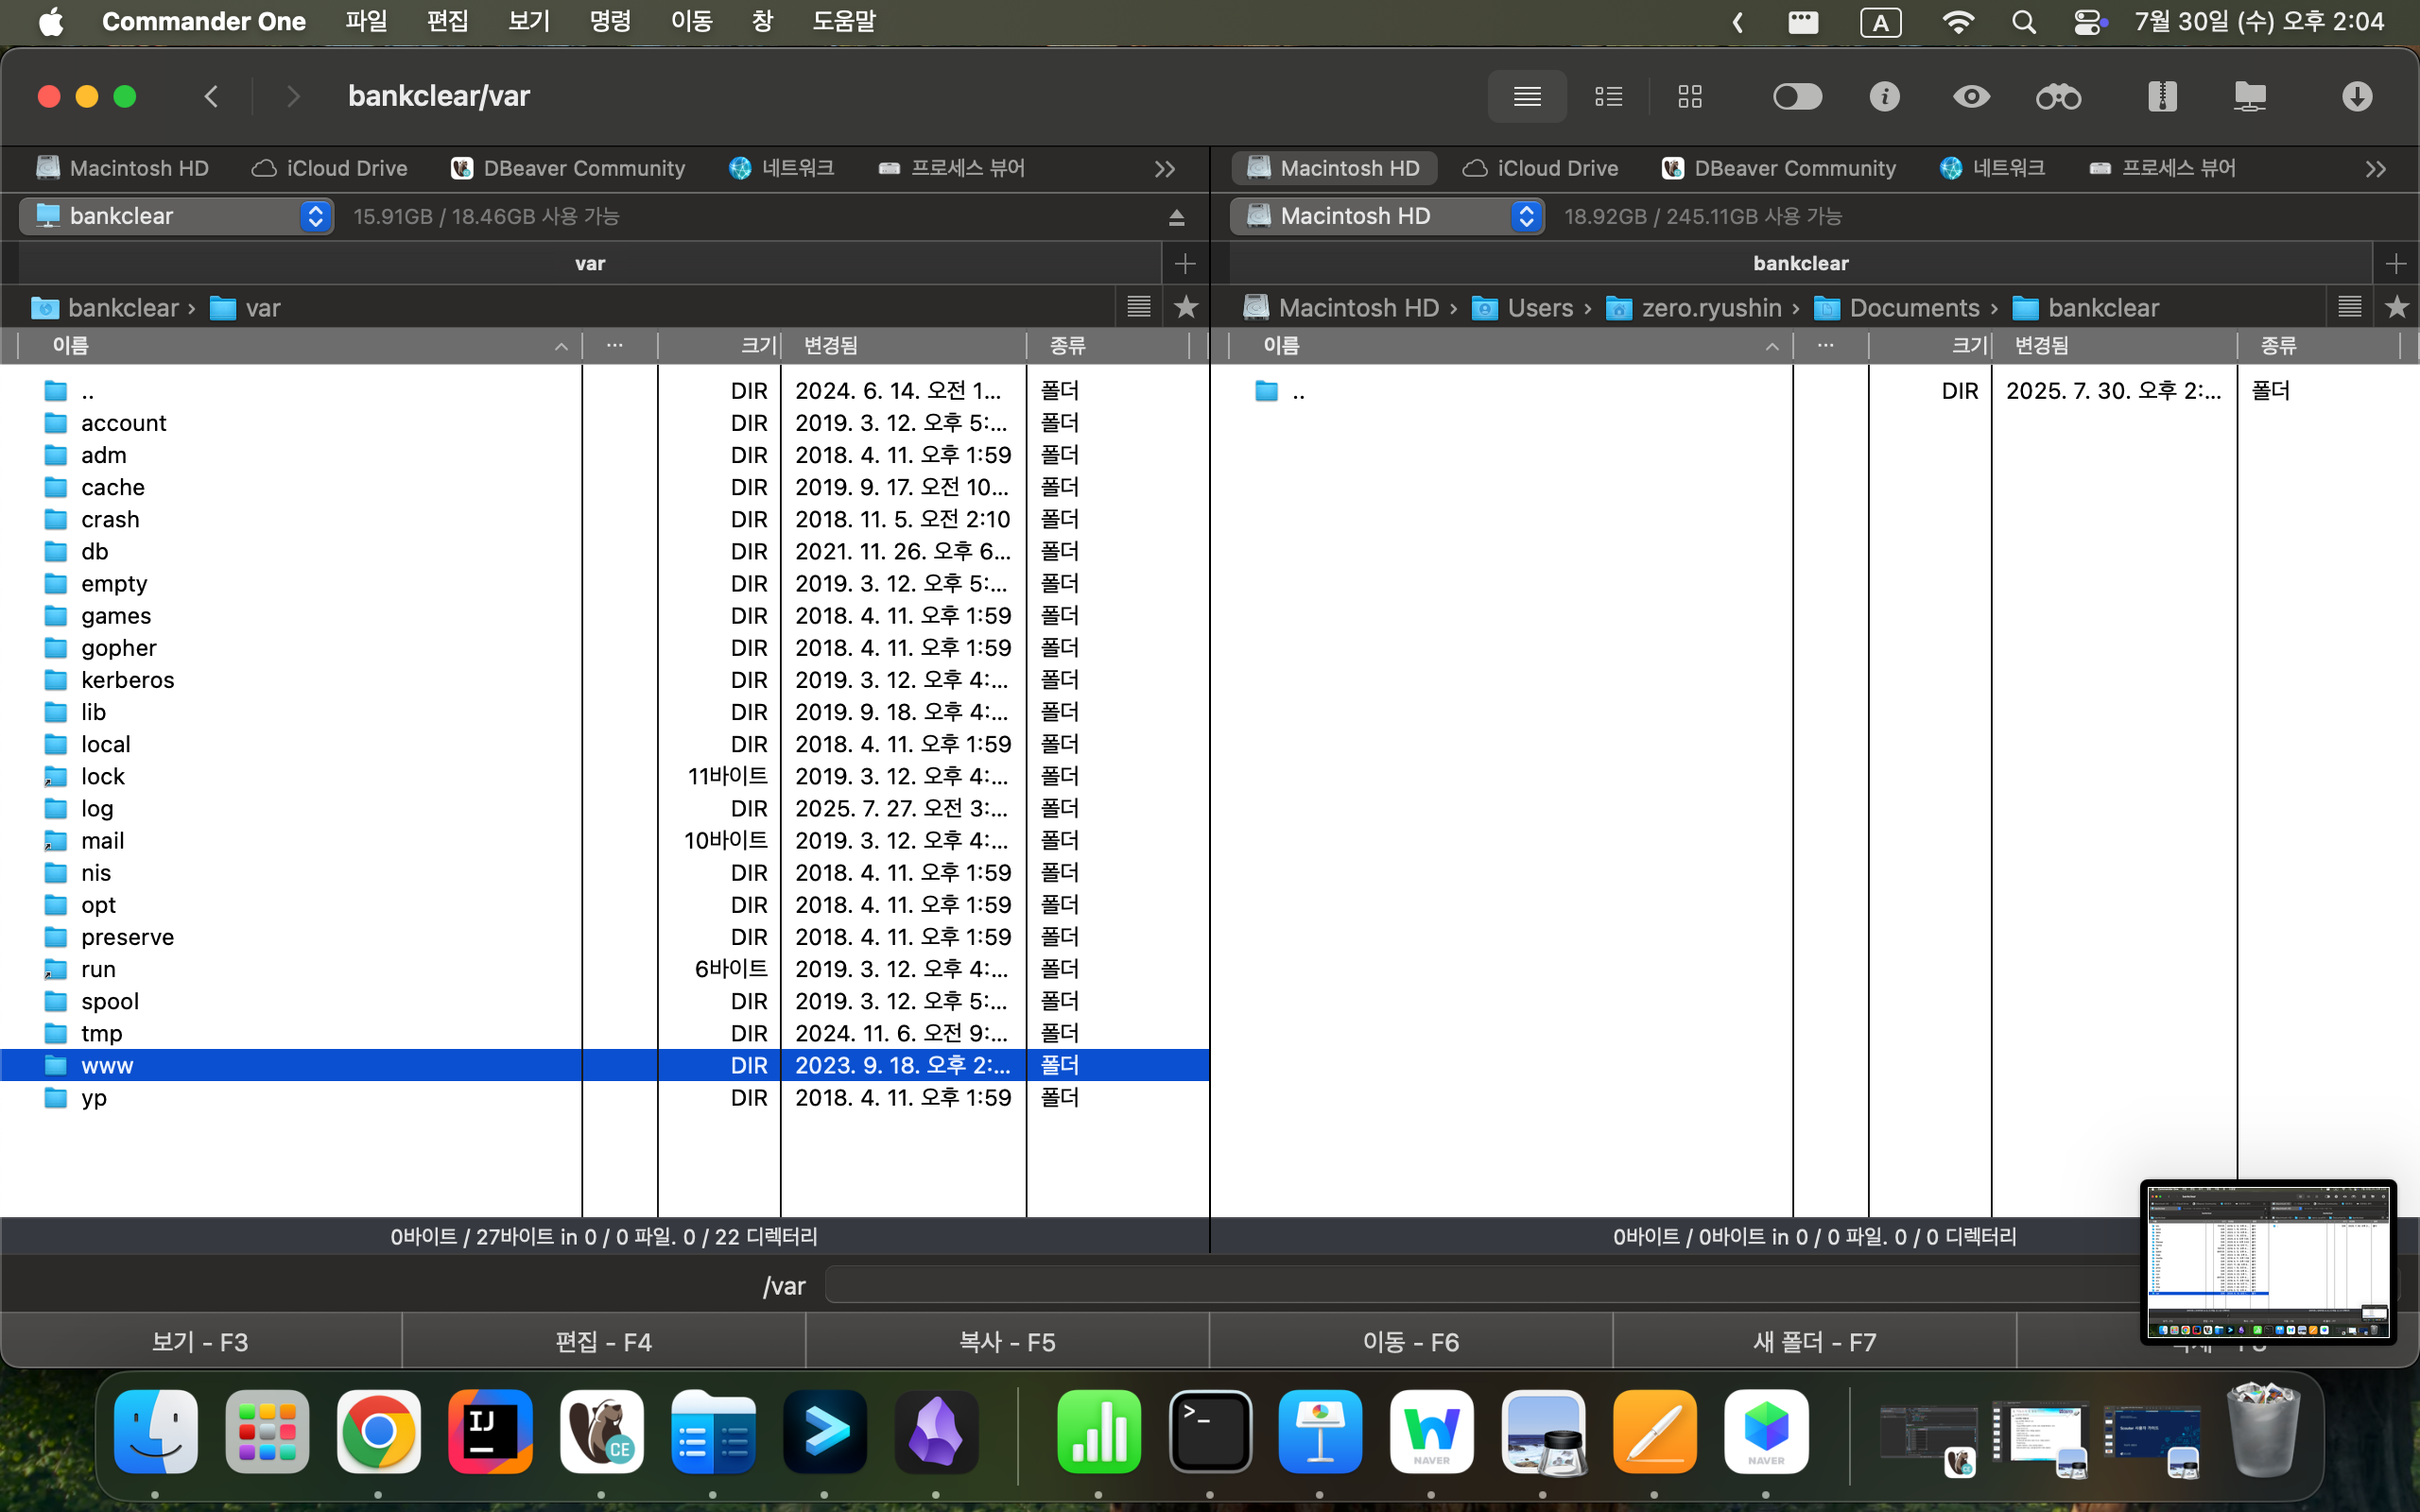 Commander One 파일 편집 보기 명령 이동 창 도움말 A 7월 30일 (수) 오후 2:04
bankclear/var
Macintosh HD iCloud Drive DBeaver Community 네트워크 프로세스 뷰어
Macintosh HD iCloud Drive DBeaver Community 네트워크 프로세스 뷰어
bankclear 15.91GB / 18.46GB 사용 가능
Macintosh HD 18.92GB / 245.11GB 사용 가능
var
bankclear
bankclear › var
Macintosh HD › Users › zero.ryushin › Documents › bankclear
이름 ... 크기 변경됨 종류
이름 ... 크기 변경됨 종류
.. DIR 2024. 6. 14. 오전 1... 폴더
.. DIR 2025. 7. 30. 오후 2:... 폴더
account DIR 2019. 3. 12. 오후 5:... 폴더
adm DIR 2018. 4. 11. 오후 1:59 폴더
cache DIR 2019. 9. 17. 오전 10... 폴더
crash DIR 2018. 11. 5. 오전 2:10 폴더
db DIR 2021. 11. 26. 오후 6... 폴더
empty DIR 2019. 3. 12. 오후 5:... 폴더
games DIR 2018. 4. 11. 오후 1:59 폴더
gopher DIR 2018. 4. 11. 오후 1:59 폴더
kerberos DIR 2019. 3. 12. 오후 4:... 폴더
lib DIR 2019. 9. 18. 오후 4:... 폴더
local DIR 2018. 4. 11. 오후 1:59 폴더
lock 11바이트 2019. 3. 12. 오후 4:... 폴더
log DIR 2025. 7. 27. 오전 3:... 폴더
mail 10바이트 2019. 3. 12. 오후 4:... 폴더
nis DIR 2018. 4. 11. 오후 1:59 폴더
opt DIR 2018. 4. 11. 오후 1:59 폴더
preserve DIR 2018. 4. 11. 오후 1:59 폴더
run 6바이트 2019. 3. 12. 오후 4:... 폴더
spool DIR 2019. 3. 12. 오후 5:... 폴더
tmp DIR 2024. 11. 6. 오전 9:... 폴더
www DIR 2023. 9. 18. 오후 2:... 폴더
yp DIR 2018. 4. 11. 오후 1:59 폴더
0바이트 / 27바이트 in 0 / 0 파일. 0 / 22 디렉터리
0바이트 / 0바이트 in 0 / 0 파일. 0 / 0 디렉터리
/var
보기 - F3 편집 - F4 복사 - F5 이동 - F6 새 폴더 - F7
IJ CE >_ NAVER NAVER